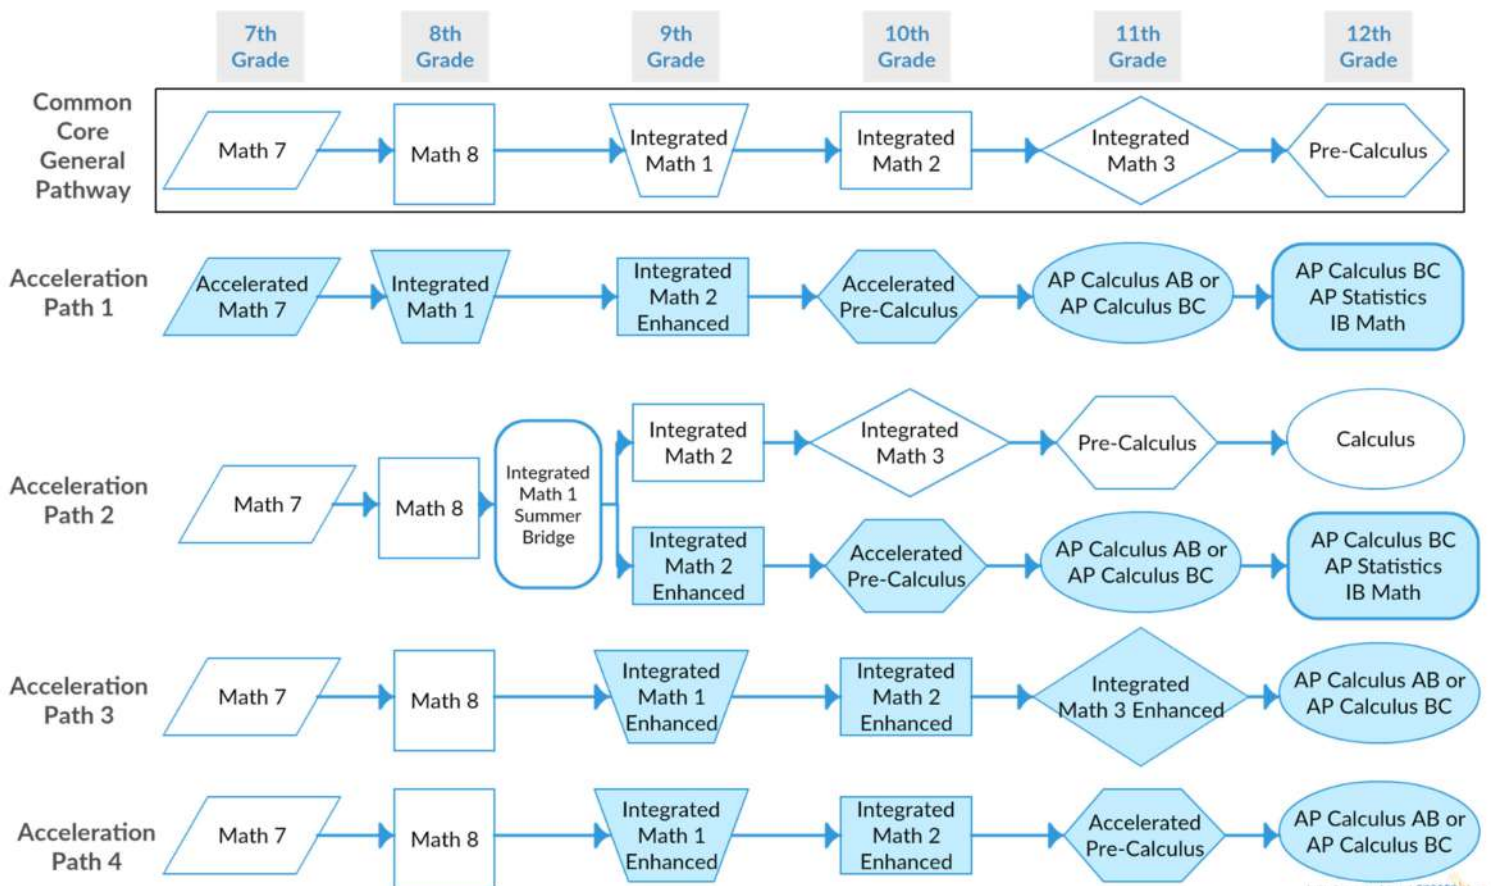 7th
Grade
8th
Grade
9th
Grade
10th
Grade
11th
Grade
12th
Grade
Common
Core
General
Pathway
Math 7
Math 8
Integrated
Math 1
Integrated
Math 2
Integrated
Math 3
Pre-Calculus
Acceleration
Path 1
Accelerated
Math 7
Integrated
Math 1
Integrated
Math 2
Enhanced
Accelerated
Pre-Calculus
AP Calculus AB or
AP Calculus BC
AP Calculus BC
AP Statistics
IB Math
Acceleration
Path 2
Math 7
Math 8
Integrated
Math 1
Summer
Bridge
Integrated
Math 2
Integrated
Math 3
Pre-Calculus
Calculus
Integrated
Math 2
Enhanced
Accelerated
Pre-Calculus
AP Calculus AB or
AP Calculus BC
AP Calculus BC
AP Statistics
IB Math
Acceleration
Path 3
Math 7
Math 8
Integrated
Math 1
Enhanced
Integrated
Math 2
Enhanced
Integrated
Math 3 Enhanced
AP Calculus AB or
AP Calculus BC
Acceleration
Path 4
Math 7
Math 8
Integrated
Math 1
Enhanced
Integrated
Math 2
Enhanced
Accelerated
Pre-Calculus
AP Calculus AB or
AP Calculus BC